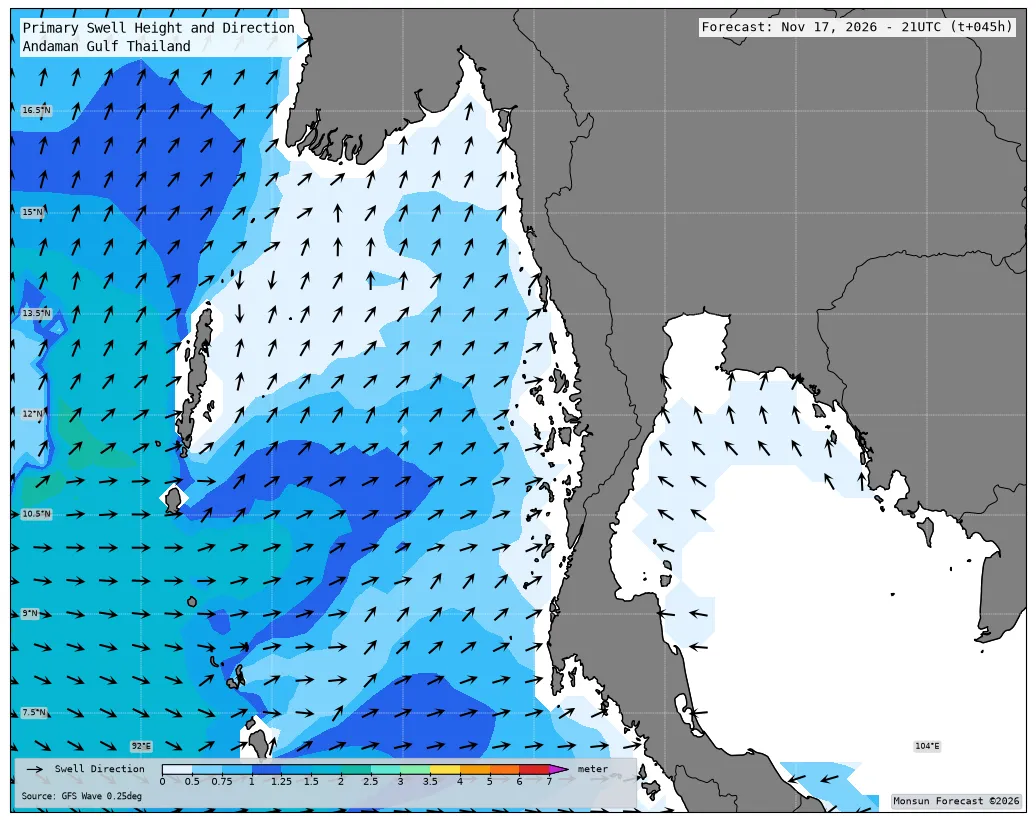 Primary Swell Height and Direction
Andaman Gulf Thailand
Forecast: Nov 17, 2026 - 21UTC (t+045h)
16.5°N
15°N
13.5°N
12°N
10.5°N
9°N
7.5°N
92°E
104°E
Swell Direction
0 0.5 0.75 1 1.25 1.5 2 2.5 3 3.5 4 5 6 7
meter
Source: GFS Wave 0.25deg
Monsun Forecast ©2026